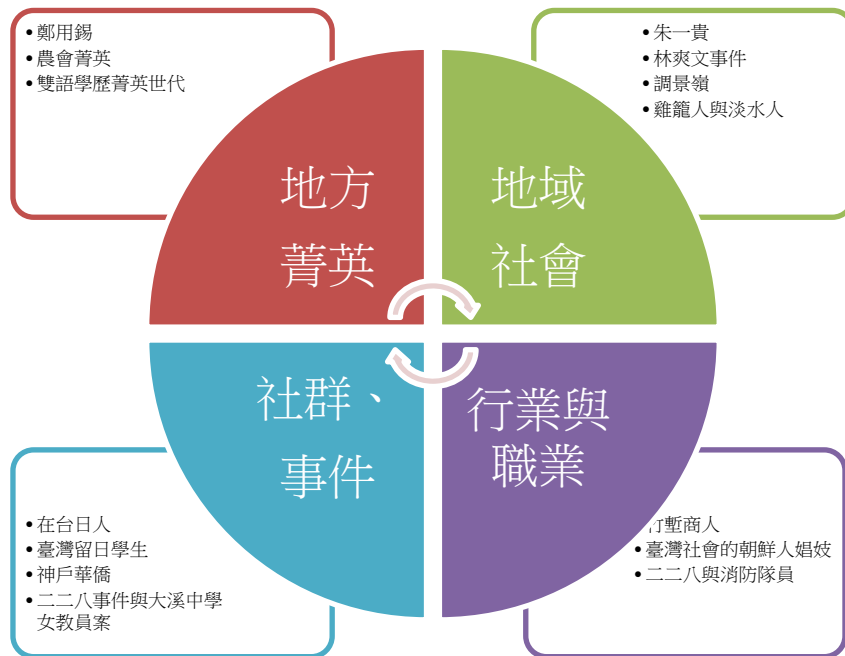 • 鄭用錫
• 農會菁英
• 雙語學歷菁英世代
• 朱一貴
• 林爽文事件
• 調景嶺
• 雞籠人與淡水人
地方
菁英
地域
社會
社群、
事件
行業與
職業
• 在台日人
• 臺灣留日學生
• 神戶華僑
• 二二八事件與大溪中學
女教員案
竹塹商人
• 臺灣社會的朝鮮人娼妓
• 二二八與消防隊員